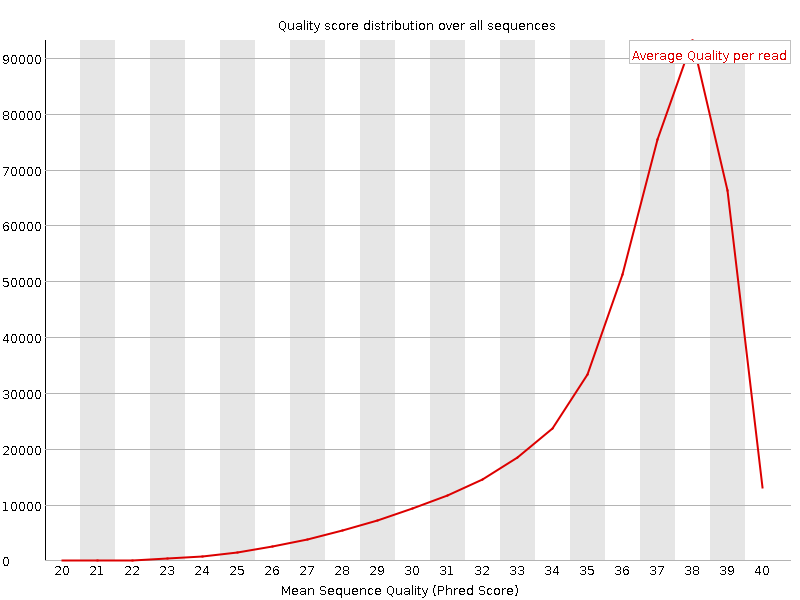 Quality score distribution over all sequences
Average Quality per read
90000
80000
70000
60000
50000
40000
30000
20000
10000
0
20 21 22 23 24 25 26 27 28 29 30 31 32 33 34 35 36 37 38 39 40
Mean Sequence Quality (Phred Score)